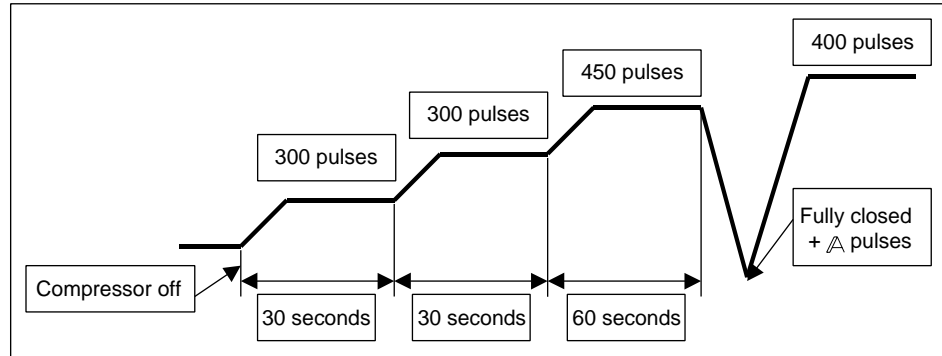 400 pulses
450 pulses
300 pulses
300 pulses
Fully closed
+ A pulses
Compressor off
30 seconds
30 seconds
60 seconds